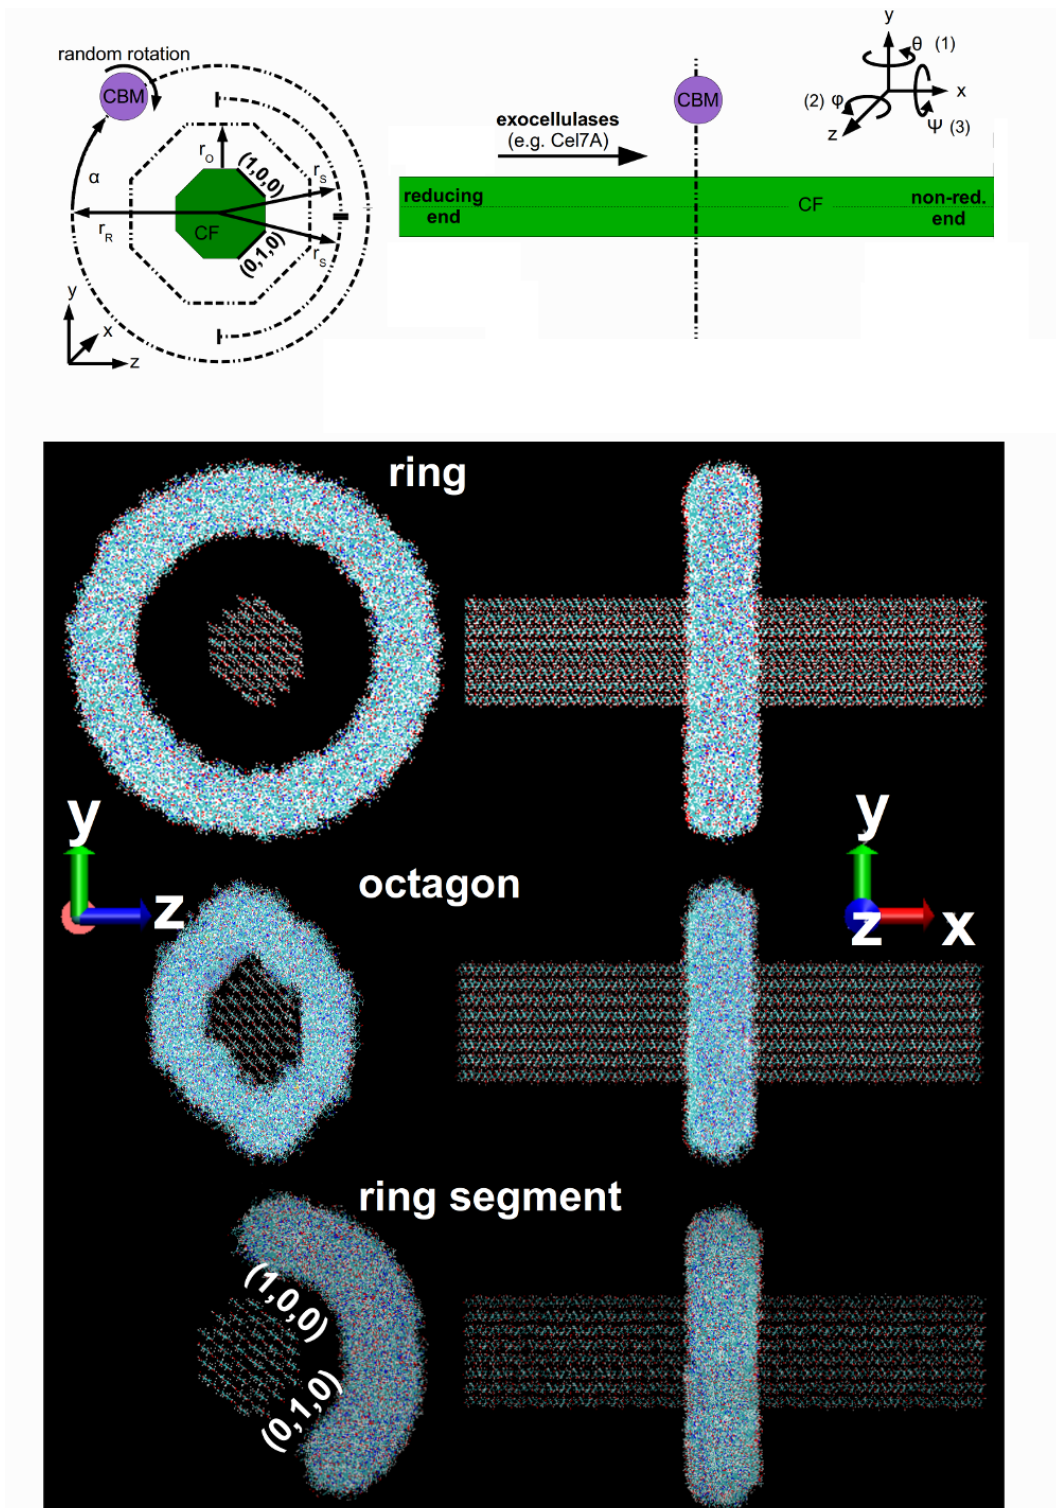 random rotation
CBM
α
r_O
(1,0,0)
r_S
r_R
CF
(0,1,0)
r_S
y
x
z
exocellulases
(e.g. Cel7A)
CBM
reducing
end
CF
non-red.
end
y
θ (1)
x
(2) φ
z
Ψ (3)
ring
y
z
octagon
y
z
x
ring segment
(1,0,0)
(0,1,0)